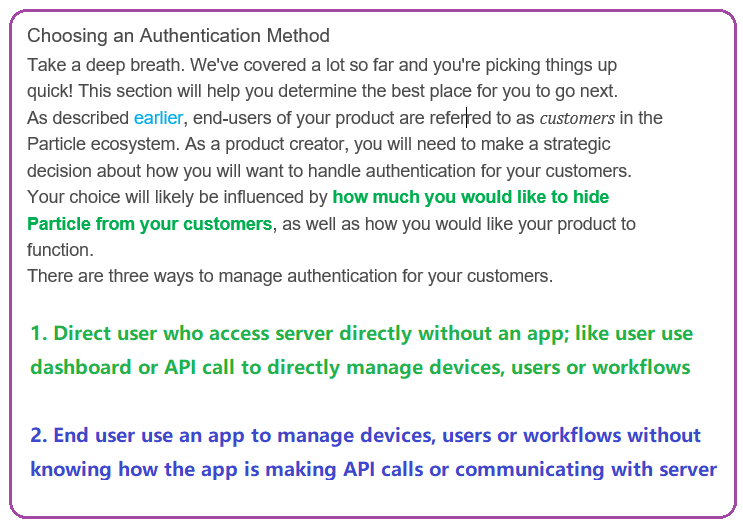 Choosing an Authentication Method
Take a deep breath. We've covered a lot so far and you're picking things up
quick! This section will help you determine the best place for you to go next.
As described earlier, end-users of your product are referred to as customers in the
Particle ecosystem. As a product creator, you will need to make a strategic
decision about how you will want to handle authentication for your customers.
Your choice will likely be influenced by how much you would like to hide
Particle from your customers, as well as how you would like your product to
function.
There are three ways to manage authentication for your customers.
1. Direct user who access server directly without an app; like user use
dashboard or API call to directly manage devices, users or workflows
2. End user use an app to manage devices, users or workflows without
knowing how the app is making API calls or communicating with server